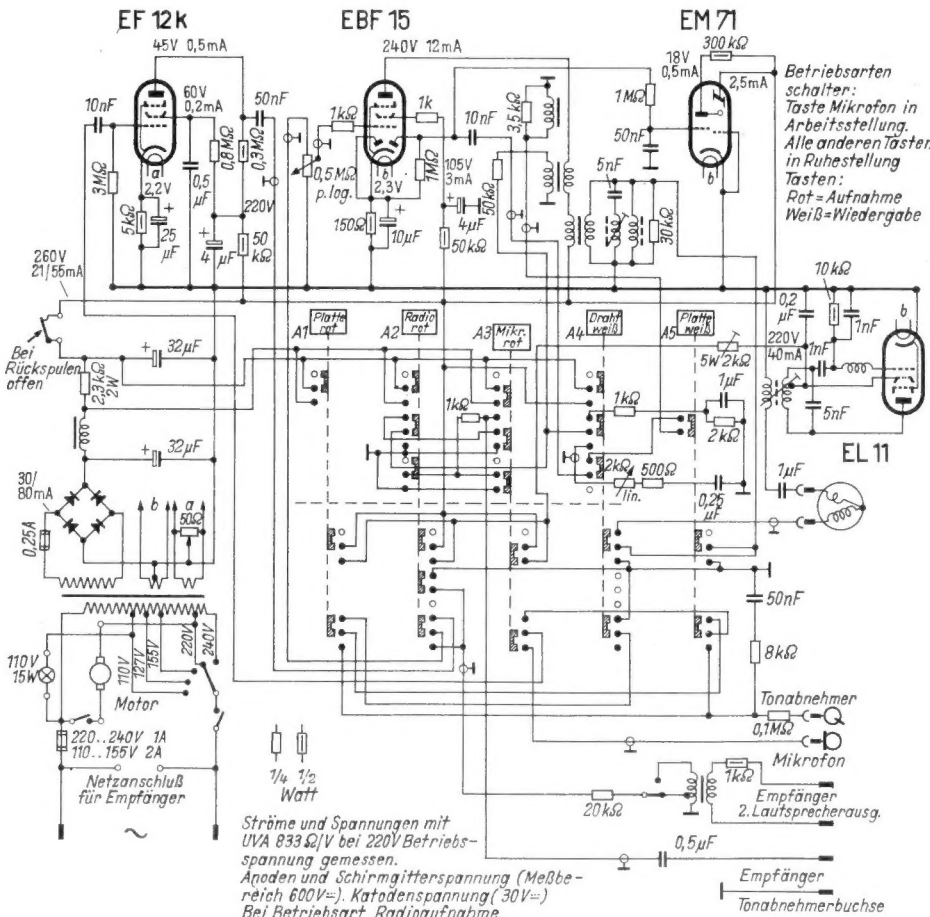 EF 12k
EBF 15
EM 71
45V 0,5mA
240V 12mA
18V
0,5mA
300kΩ
2,5mA
10nF
60V
0,2mA
50nF
1kΩ
1k
10nF
3,5kΩ
1MΩ
50nF
Betriebsarten
schalter:
Taste Mikrofon in
Arbeitsstellung.
Alle anderen Tasten
in Ruhestellung
Tasten:
Rot=Aufnahme
Weiß=Wiedergabe
3MΩ
a
2,2V
0,5
µF
0,8MΩ
0,3MΩ
0,5MΩ
p.log.
b
2,3V
1MΩ
105V
3mA
50kΩ
5nF
b
5kΩ
25
µF
4
µF
220V
50
kΩ
150Ω
10µF
4µF
50kΩ
30kΩ
10kΩ
260V
21/55mA
0,2
µF
1nF
b
220V
40mA
1nF
Bei
Rückspulen
offen
32µF
2,3kΩ
2W
A1
Platte
rot
A2
Radio
rot
A3
Mikr.
rot
A4
Draht
weiß
A5
Platte
weiß
5W 2kΩ
5nF
EL 11
1kΩ
1kΩ
1µF
2kΩ
32µF
30/
80mA
b
a
50Ω
2kΩ
lin.
500Ω
0,25
µF
1µF
0,25A
50nF
110V
15W
110V
127V
155V
220V
240V
Motor
8kΩ
220..240V 1A
110..155V 2A
Tonabnehmer
0,1MΩ
Mikrofon
Netzanschluß
für Empfänger
1/4 1/2
Watt
1kΩ
20kΩ
Empfänger
2.Lautsprecherausg.
~
Ströme und Spannungen mit
UVA 833 Ω/V bei 220V Betriebs-
spannung gemessen.
Anoden und Schirmgitterspannung (Meßbe-
reich 600V=). Katodenspannung (30V=)
Bei Betriebsart Radioaufnahme
0,5µF
Empfänger
Tonabnehmerbuchse